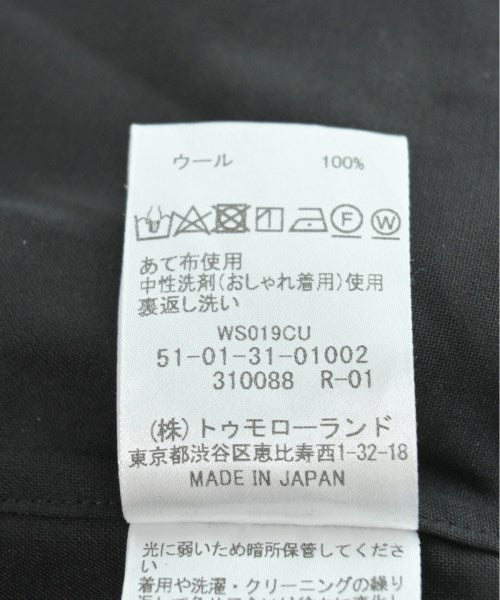 ウール 100%
F W
あて布使用
中性洗剤(おしゃれ着用)使用
裏返し洗い
WS019CU
51-01-31-01002
310088 R-01
(株)トゥモローランド
東京都渋谷区恵比寿西1-32-18
MADE IN JAPAN
光に弱いため暗所保管してくださ
い
着用や洗濯・クリーニングの繰り